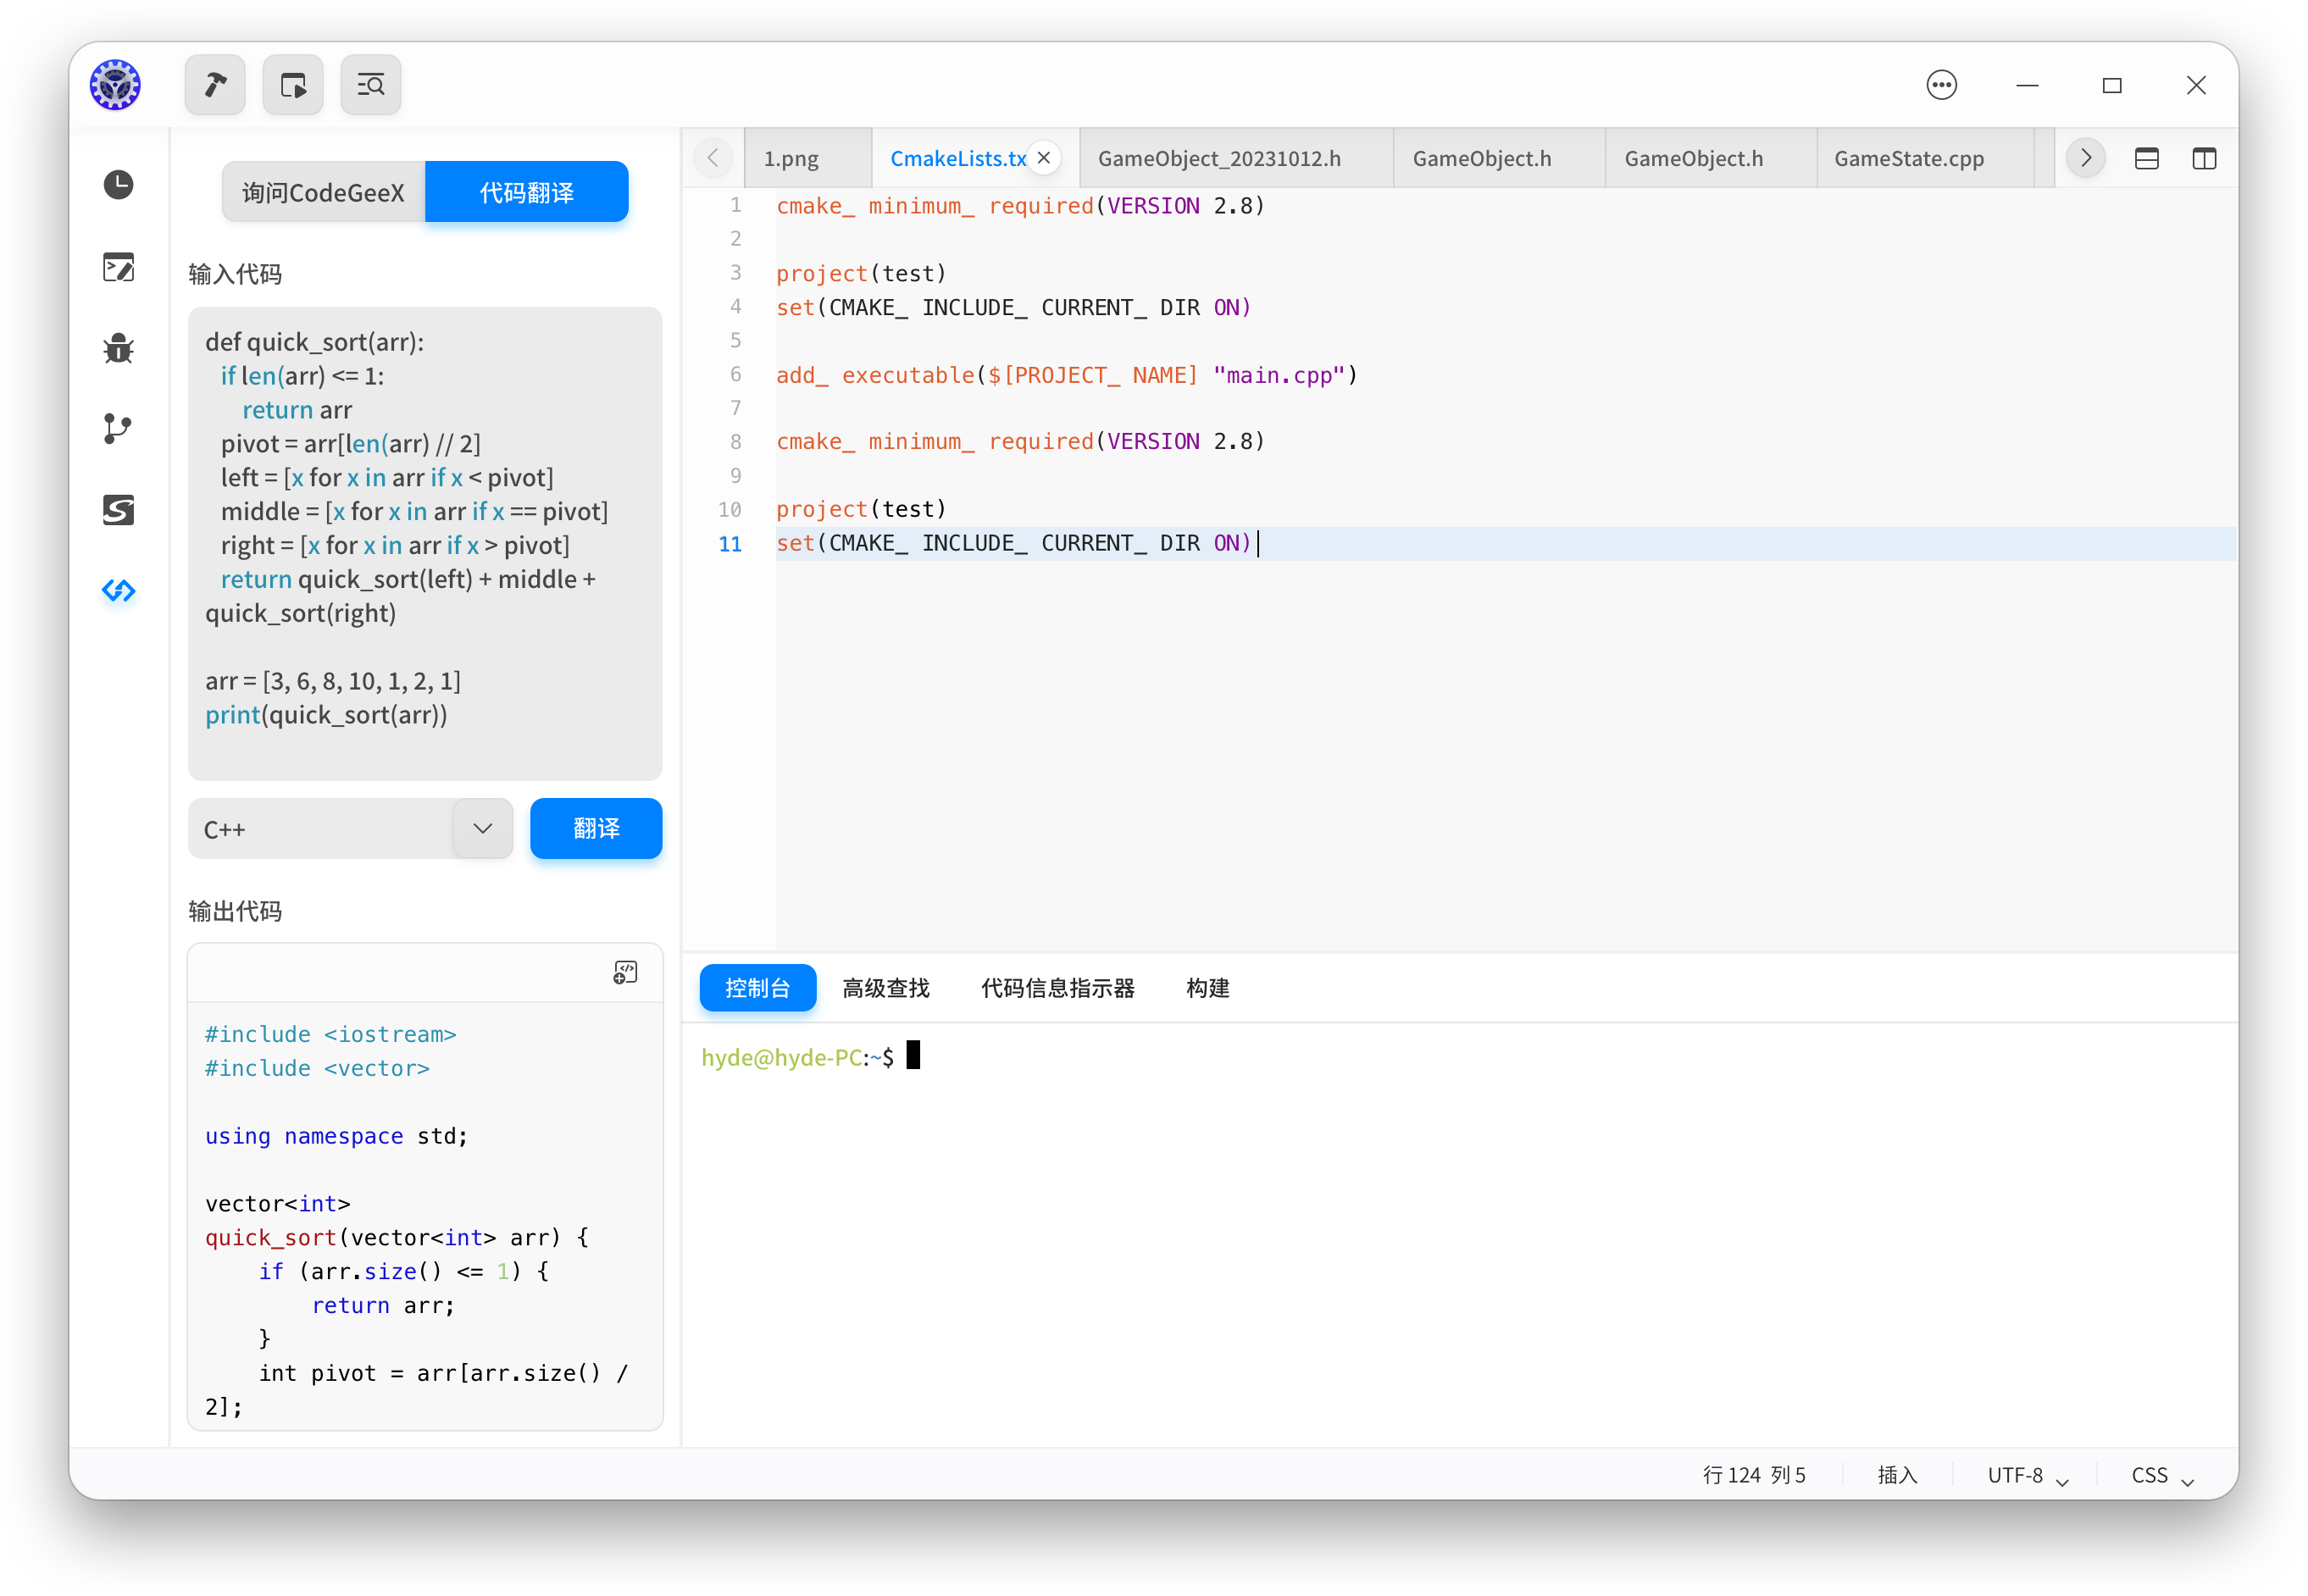 询问CodeGeeX
代码翻译
输入代码
def quick_sort(arr):
if len(arr) <= 1:
return arr
pivot = arr[len(arr) // 2]
left = [x for x in arr if x < pivot]
middle = [x for x in arr if x == pivot]
right = [x for x in arr if x > pivot]
return quick_sort(left) + middle +
quick_sort(right)
arr = [3, 6, 8, 10, 1, 2, 1]
print(quick_sort(arr))
C++
翻译
输出代码
#include <iostream>
#include <vector>
using namespace std;
vector<int>
quick_sort(vector<int> arr) {
if (arr.size() <= 1) {
return arr;
}
int pivot = arr[arr.size() /
2];
1.png
CmakeLists.tx
GameObject_20231012.h
GameObject.h
GameObject.h
GameState.cpp
1 cmake_ minimum_ required(VERSION 2.8)
2
3 project(test)
4 set(CMAKE_ INCLUDE_ CURRENT_ DIR ON)
5
6 add_ executable($[PROJECT_ NAME] "main.cpp")
7
8 cmake_ minimum_ required(VERSION 2.8)
9
10 project(test)
11 set(CMAKE_ INCLUDE_ CURRENT_ DIR ON)
控制台
高级查找
代码信息指示器
构建
hyde@hyde-PC:~$
行 124 列 5
插入
UTF-8
CSS